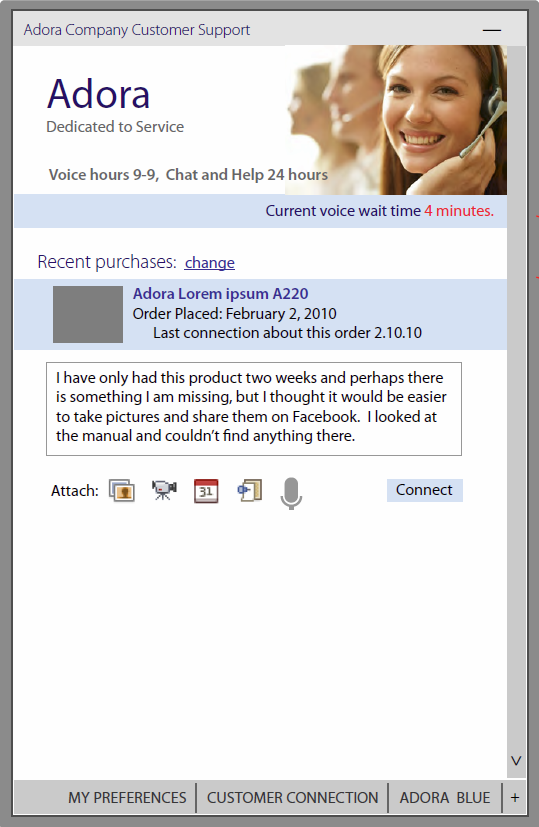 Adora Company Customer Support
Adora
Dedicated to Service
Voice hours 9-9,  Chat and Help 24 hours
Current voice wait time 4 minutes.
Recent purchases: change
Adora Lorem ipsum A220
Order Placed: February 2, 2010
Last connection about this order 2.10.10
I have only had this product two weeks and perhaps there
is something I am missing, but I thought it would be easier
to take pictures and share them on Facebook.  I looked at
the manual and couldn’t find anything there.
Attach: 31 Connect
MY PREFERENCES CUSTOMER CONNECTION ADORA  BLUE +